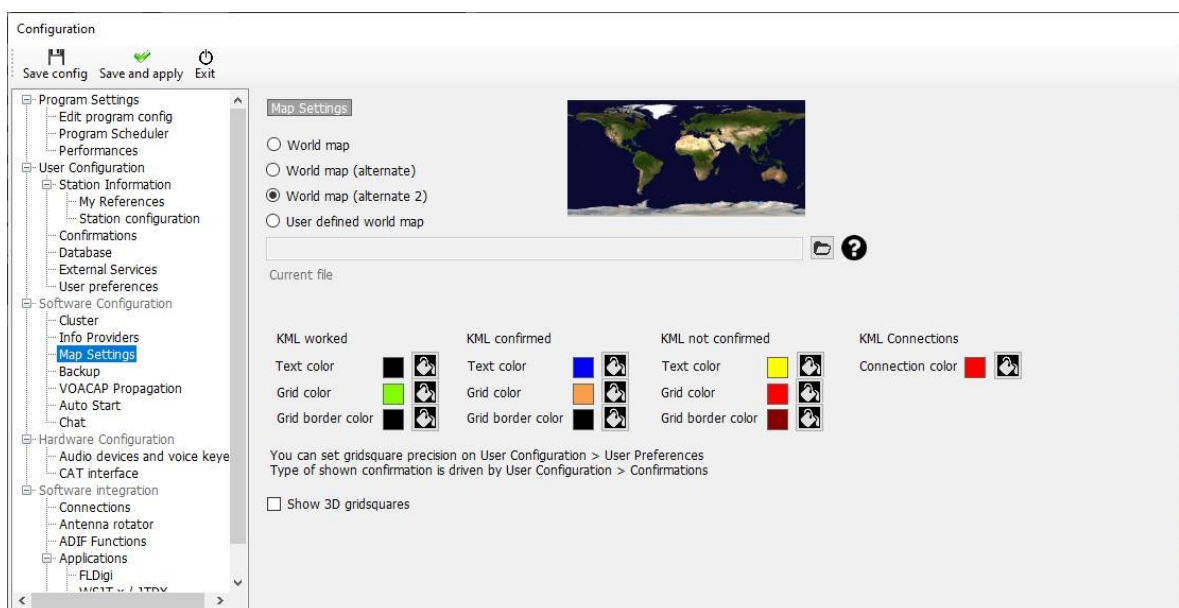 Configuration
Save config Save and apply Exit
Program Settings
Edit program config
Program Scheduler
Performances
User Configuration
Station Information
My References
Station configuration
Confirmations
Database
External Services
User preferences
Software Configuration
Cluster
Info Providers
Map Settings
Backup
VOACAP Propagation
Auto Start
Chat
Hardware Configuration
Audio devices and voice keye
CAT interface
Software integration
Connections
Antenna rotator
ADIF Functions
Applications
FLDigi
WSJT-x / JTDX
Map Settings
World map
World map (alternate)
World map (alternate 2)
User defined world map
?
Current file
KML worked KML confirmed KML not confirmed KML Connections
Text color Text color Text color Connection color
Grid color Grid color Grid color
Grid border color Grid border color Grid border color
You can set gridsquare precision on User Configuration > User Preferences
Type of shown confirmation is driven by User Configuration > Confirmations
Show 3D gridsquares